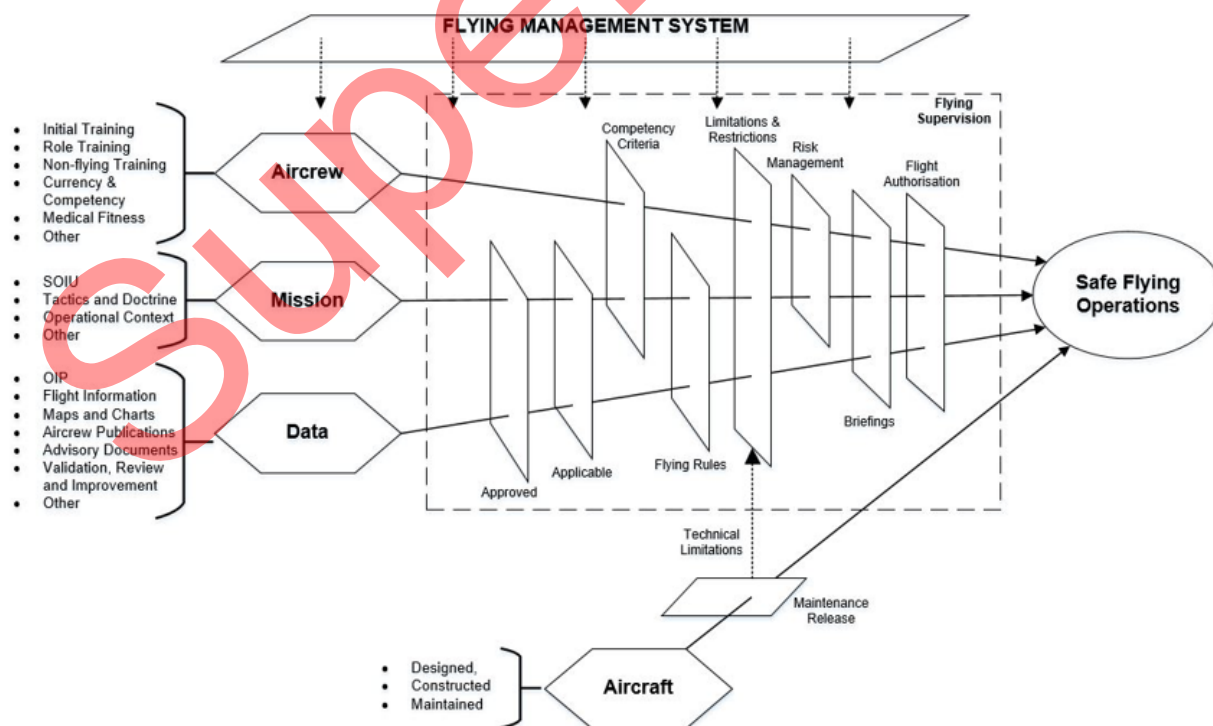 FLYING MANAGEMENT SYSTEM
Flying
Supervision
Initial Training
Role Training
Non-flying Training
Currency &
Competency
Medical Fitness
Other
Aircrew
Competency
Criteria
Limitations &
Restrictions
Risk
Management
Flight
Authorisation
SOIU
Tactics and Doctrine
Operational Context
Other
Mission
Safe Flying
Operations
OIP
Flight Information
Maps and Charts
Aircrew Publications
Advisory Documents
Validation, Review
and Improvement
Other
Data
Approved
Applicable
Flying Rules
Briefings
Technical
Limitations
Maintenance
Release
Designed,
Constructed
Maintained
Aircraft
Supe